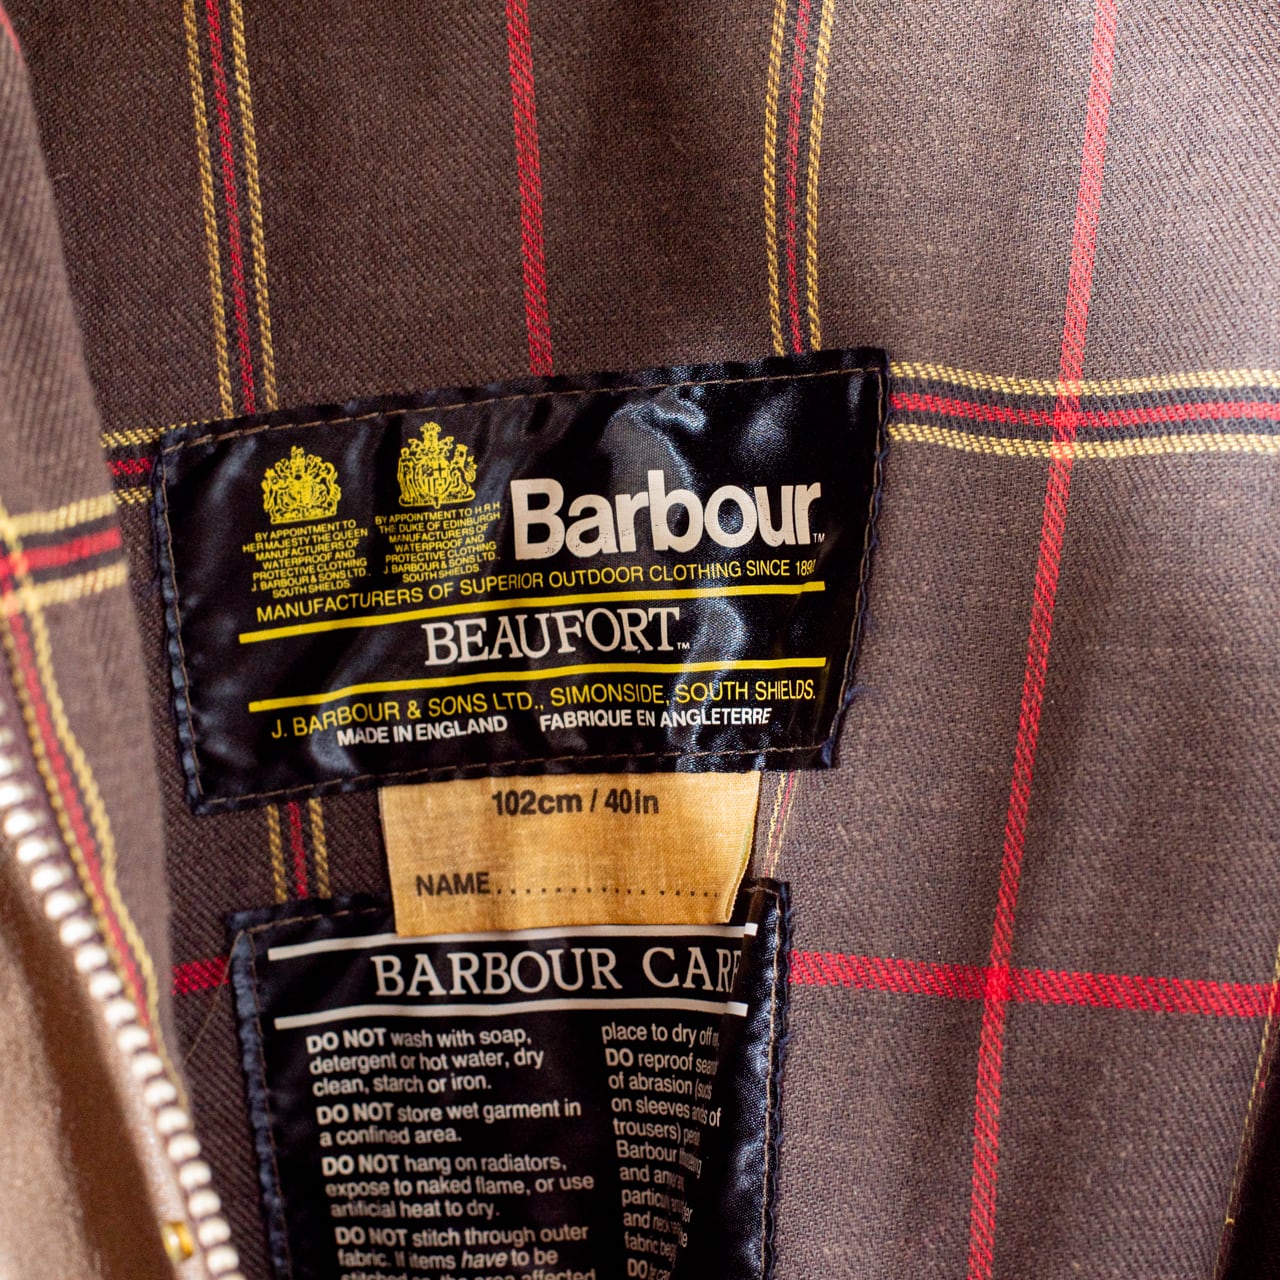 BY APPOINTMENT TO
HER MAJESTY THE QUEEN
MANUFACTURERS OF
WATERPROOF AND
PROTECTIVE CLOTHING
J. BARBOUR & SONS LTD.
SOUTH SHIELDS
BY APPOINTMENT TO H.R.H.
THE DUKE OF EDINBURGH
MANUFACTURERS OF
WATERPROOF AND
PROTECTIVE CLOTHING
J BARBOUR & SONS LTD.
SOUTH SHIELDS.
Barbour™
MANUFACTURERS OF SUPERIOR OUTDOOR CLOTHING SINCE
BEAUFORT™
J. BARBOUR & SONS LTD., SIMONSIDE, SOUTH SHIELDS.
MADE IN ENGLAND FABRIQUE EN ANGLETERRE
102cm / 40in
NAME
BARBOUR
DO NOT wash with soap,
detergent or hot water, dry
clean, starch or iron.
DO NOT store wet garment in
a confined area.
DO NOT hang on radiators,
expose to naked flame, or use
artificial heat to dry.
DO NOT stitch through outer
fabric. If items have to be
area affected
place to dry off
DO reproof
of abrasion
on sleeves
trousers)
Barbour
and
and
fabric
DO